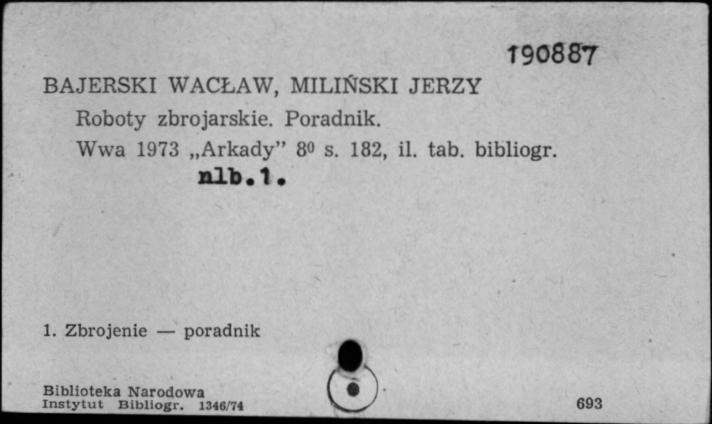 190887
BAJERSKI WACŁAW, MILIŃSKI JERZY
Roboty zbrojarskie. Poradnik.
Wwa 1973 „Arkady” 8⁰ s. 182, il. tab. bibliogr.
nlb.1.
1. Zbrojenie — poradnik
Biblioteka Narodowa
Instytut Bibliogr. 1346/74
693